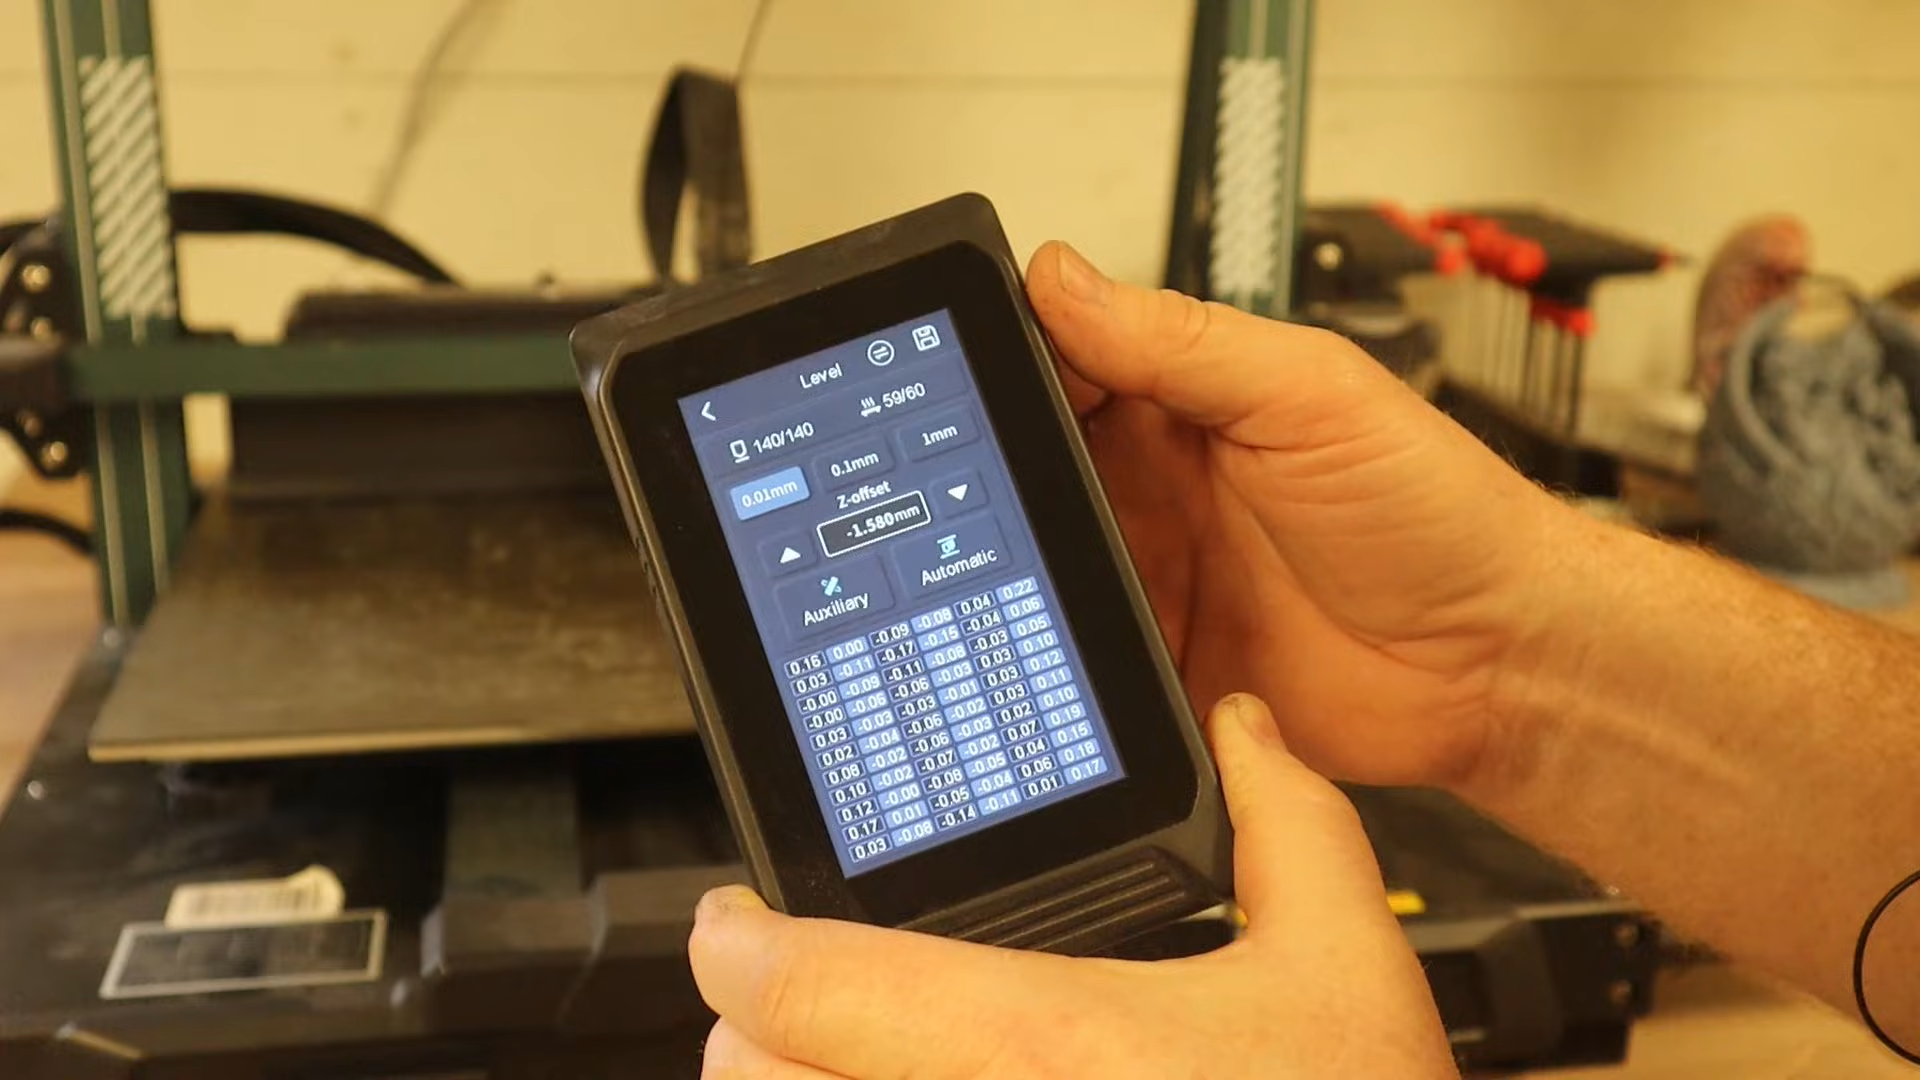 Level
140/140 59/60
0.01mm 0.1mm 1mm
Z-offset
-1.580mm
Auxiliary Automatic
0.16 0.00 -0.09 -0.08 0.04 0.22
0.03 -0.11 -0.17 -0.15 -0.04 0.06
-0.00 -0.09 -0.11 -0.08 -0.03 0.05
-0.00 -0.06 -0.06 -0.03 0.03 0.10
0.03 -0.03 -0.03 -0.01 0.03 0.12
0.02 -0.04 -0.06 -0.02 0.03 0.11
0.08 -0.02 -0.06 -0.03 0.02 0.10
0.10 -0.02 -0.07 -0.02 0.07 0.19
0.12 -0.00 -0.08 -0.05 0.04 0.15
0.17 0.01 -0.05 -0.04 0.06 0.18
0.03 -0.08 -0.14 -0.11 0.01 0.17